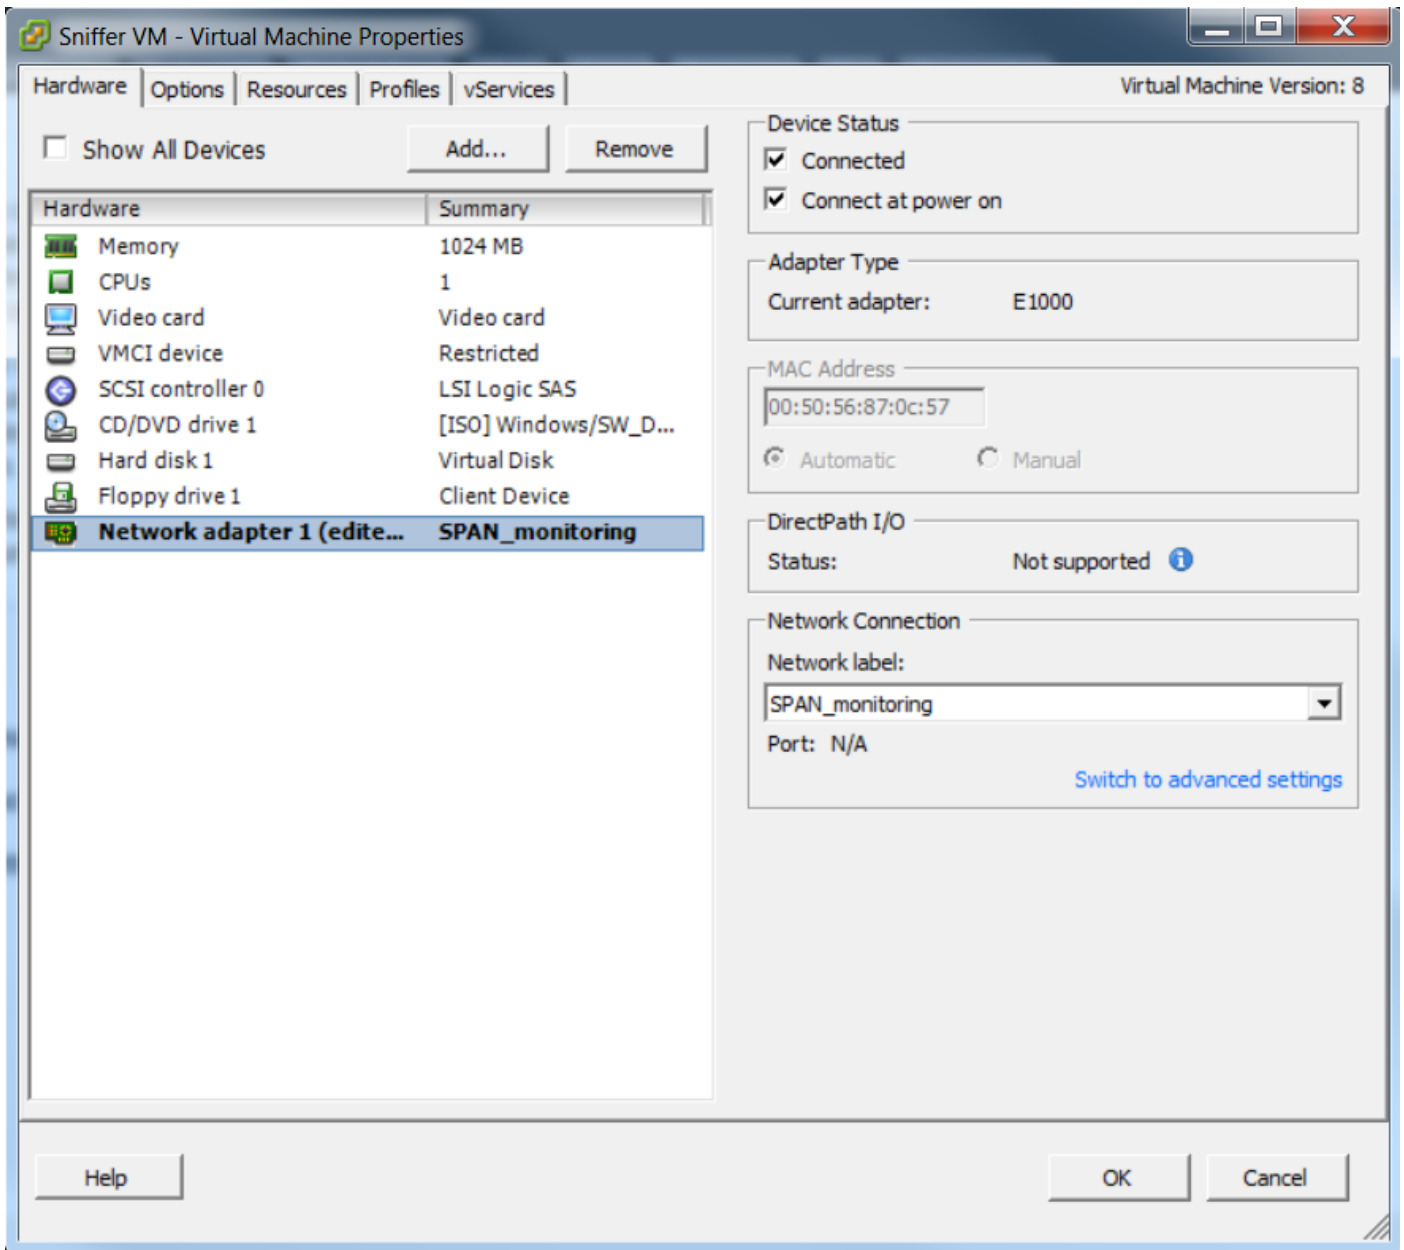 Sniffer VM - Virtual Machine Properties
Hardware Options Resources Profiles vServices
Virtual Machine Version: 8
Show All Devices Add... Remove
Hardware Summary
Memory 1024 MB
CPUs 1
Video card Video card
VMCI device Restricted
SCSI controller 0 LSI Logic SAS
CD/DVD drive 1 [ISO] Windows/SW_D...
Hard disk 1 Virtual Disk
Floppy drive 1 Client Device
Network adapter 1 (edite... SPAN_monitoring
Device Status
Connected
Connect at power on
Adapter Type
Current adapter: E1000
MAC Address
00:50:56:87:0c:57
Automatic Manual
DirectPath I/O
Status: Not supported
Network Connection
Network label:
SPAN_monitoring
Port: N/A
Switch to advanced settings
Help OK Cancel